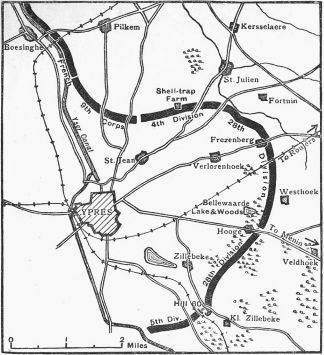 Boesinghe
Pilkem
Kersselaere
French
9th
Corps
Yser Canal
Shell-trap
Farm
4th Division
St. Julien
Fortuin
28th
Division
Frezenberg
To Roulers
St. Jean
Verlorenhoek
Westhoek
Bellewaarde
Lake & Woods
YPRES
Hooge
To Menin
Veldhoek
Zillebeke
28th Division
Hill 60
5th Div.
Kl. Zillebeke
0 1 2
Miles